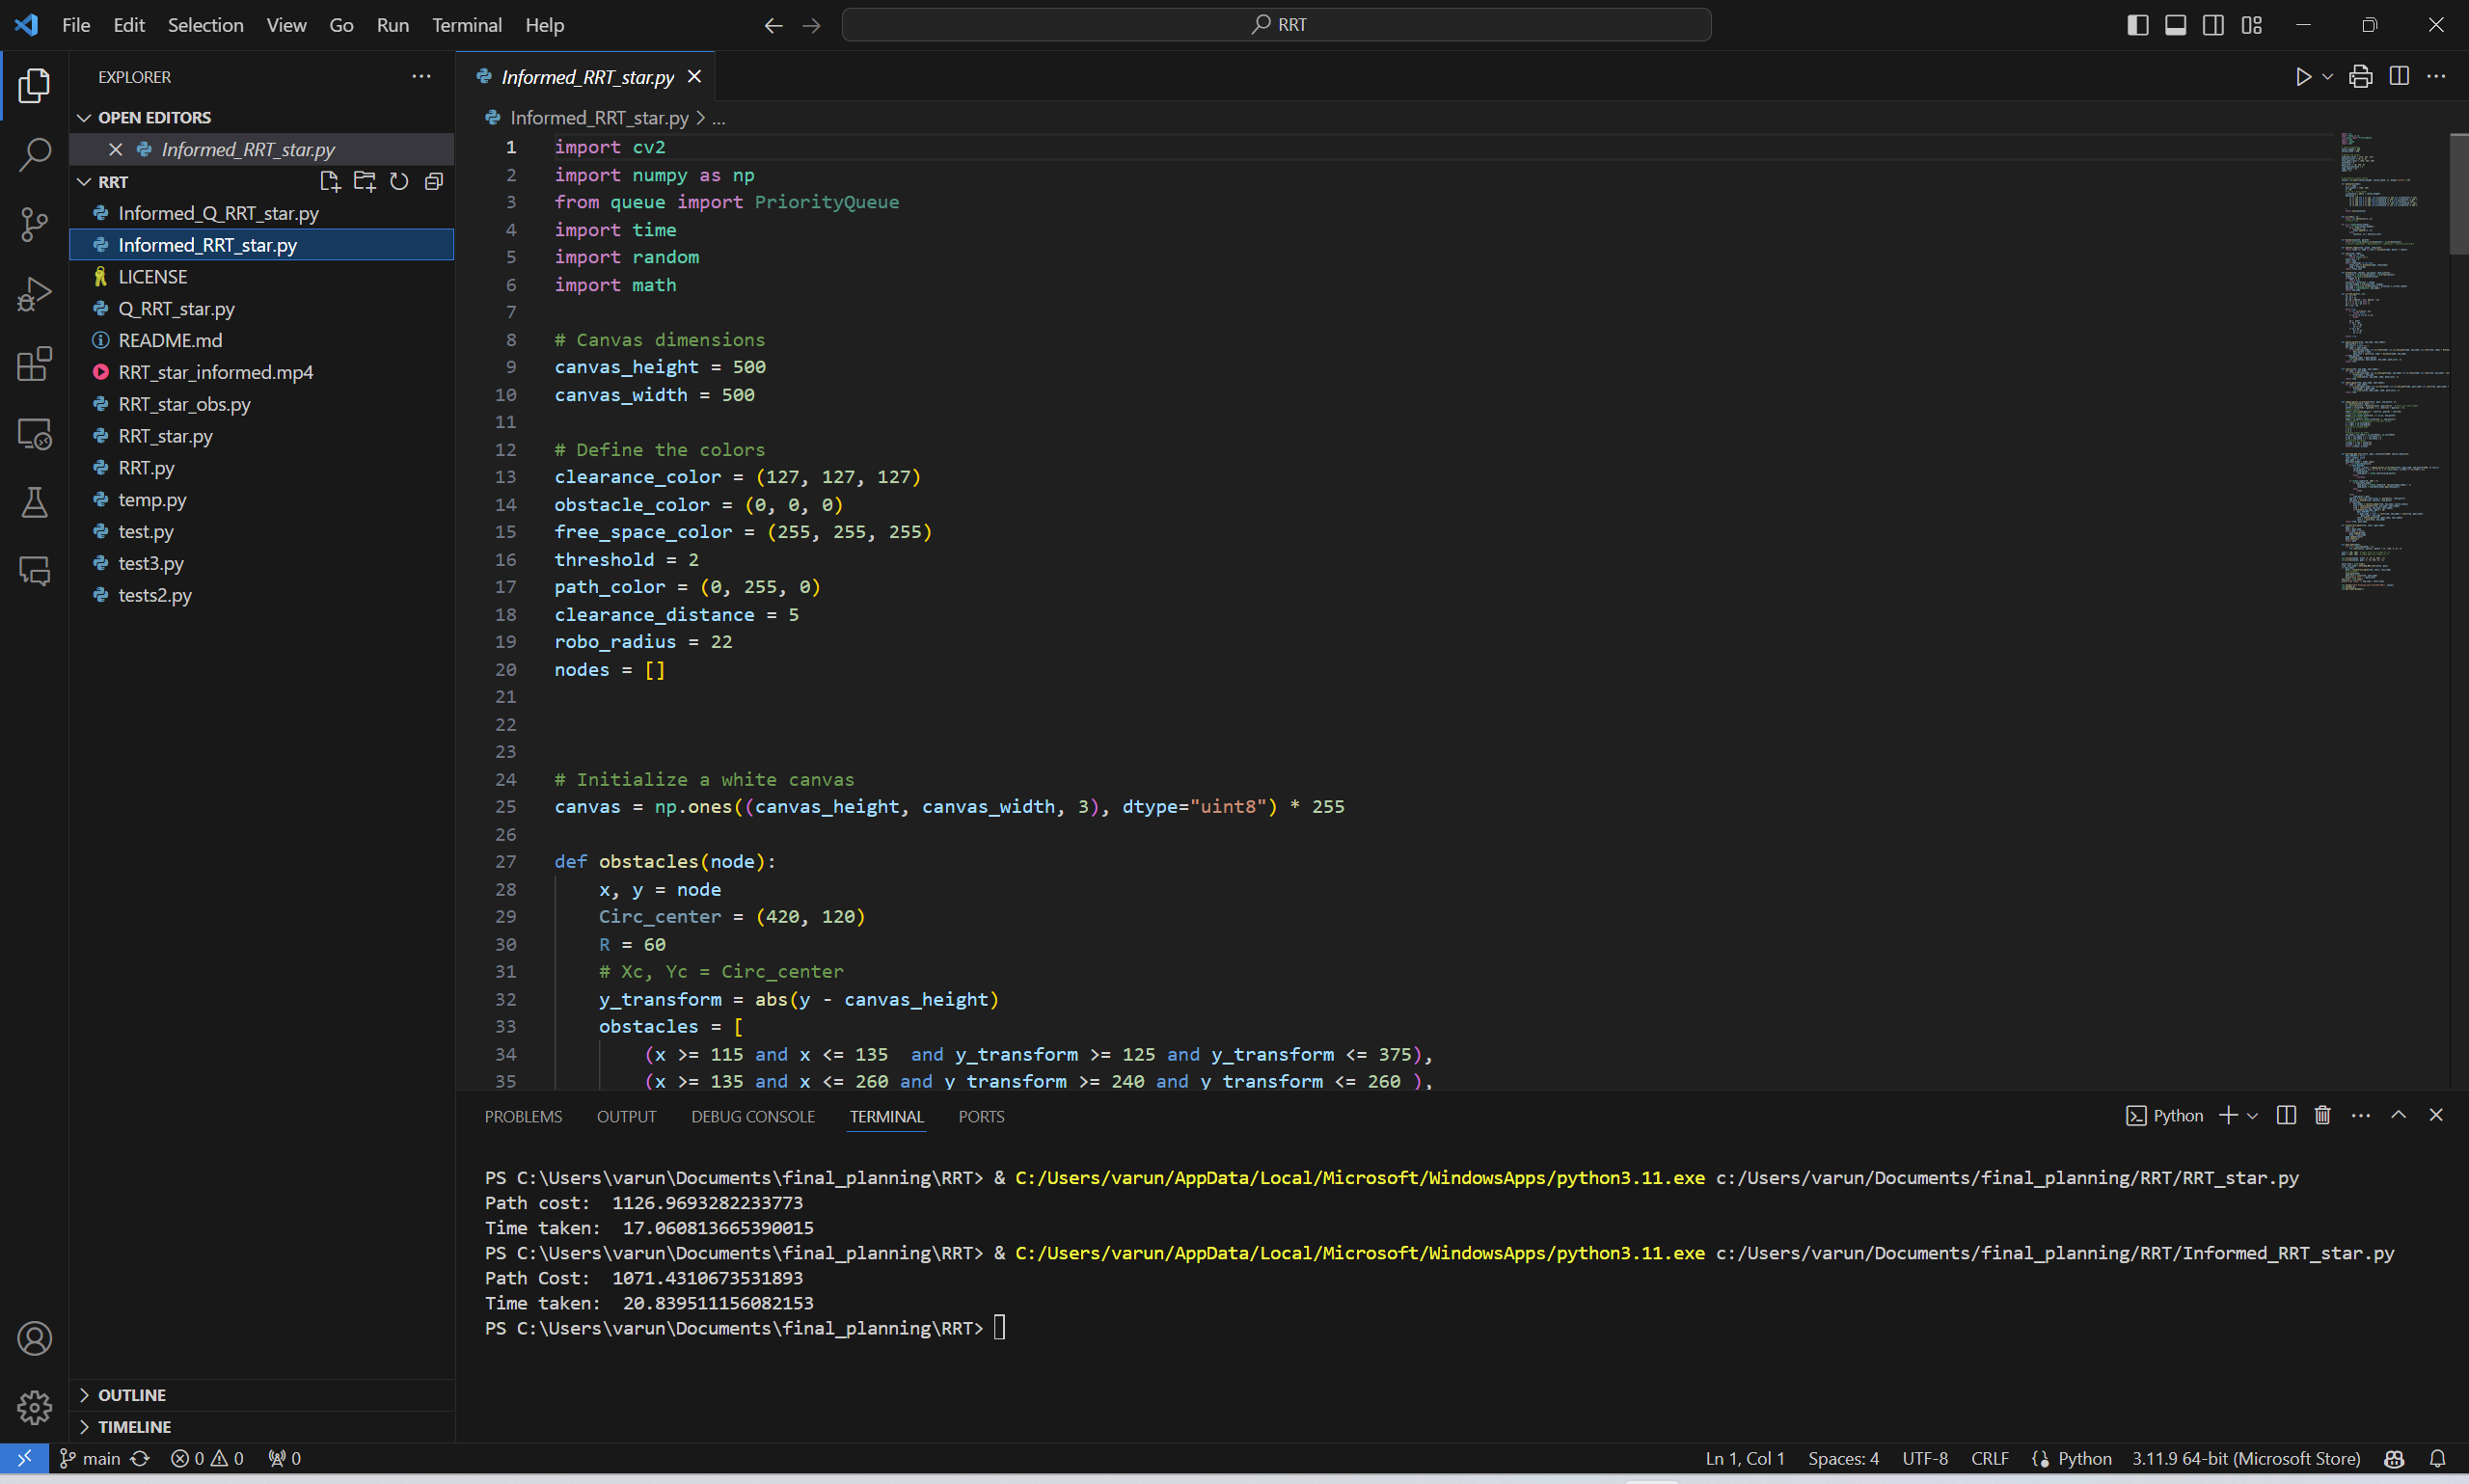 File Edit Selection View Go Run Terminal Help
RRT
EXPLORER
OPEN EDITORS
Informed_RRT_star.py
RRT
Informed_Q_RRT_star.py
Informed_RRT_star.py
LICENSE
Q_RRT_star.py
README.md
RRT_star_informed.mp4
RRT_star_obs.py
RRT_star.py
RRT.py
temp.py
test.py
test3.py
tests2.py
OUTLINE
TIMELINE
Informed_RRT_star.py
Informed_RRT_star.py > ...
1 import cv2
2 import numpy as np
3 from queue import PriorityQueue
4 import time
5 import random
6 import math
7
8 # Canvas dimensions
9 canvas_height = 500
10 canvas_width = 500
11
12 # Define the colors
13 clearance_color = (127, 127, 127)
14 obstacle_color = (0, 0, 0)
15 free_space_color = (255, 255, 255)
16 threshold = 2
17 path_color = (0, 255, 0)
18 clearance_distance = 5
19 robo_radius = 22
20 nodes = []
21
22
23
24 # Initialize a white canvas
25 canvas = np.ones((canvas_height, canvas_width, 3), dtype="uint8") * 255
26
27 def obstacles(node):
28 x, y = node
29 Circ_center = (420, 120)
30 R = 60
31 # Xc, Yc = Circ_center
32 y_transform = abs(y - canvas_height)
33 obstacles = [
34 (x >= 115 and x <= 135  and y_transform >= 125 and y_transform <= 375),
35 (x >= 135 and x <= 260 and y_transform >= 240 and y_transform <= 260 ),
PROBLEMS OUTPUT DEBUG CONSOLE TERMINAL PORTS
Python
PS C:\Users\varun\Documents\final_planning\RRT> & C:/Users/varun/AppData/Local/Microsoft/WindowsApps/python3.11.exe c:/Users/varun/Documents/final_planning/RRT/RRT_star.py
Path cost:  1126.9693282233773
Time taken:  17.060813665390015
PS C:\Users\varun\Documents\final_planning\RRT> & C:/Users/varun/AppData/Local/Microsoft/WindowsApps/python3.11.exe c:/Users/varun/Documents/final_planning/RRT/Informed_RRT_star.py
Path Cost:  1071.4310673531893
Time taken:  20.839511156082153
PS C:\Users\varun\Documents\final_planning\RRT>
main 0 0 0 Ln 1, Col 1 Spaces: 4 UTF-8 CRLF Python 3.11.9 64-bit (Microsoft Store)